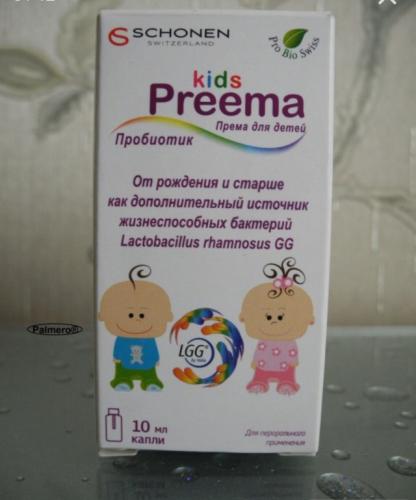 SCHONEN
SWITZERLAND
Pro Bio Swiss
kids
Preema
Према для детей
Пробиотик
От рождения и старше
как дополнительный источник
жизнеспособных бактерий
Lactobacillus rhamnosus GG
Palmero®
LGG®
10 мл
капли
Для перорального
применения